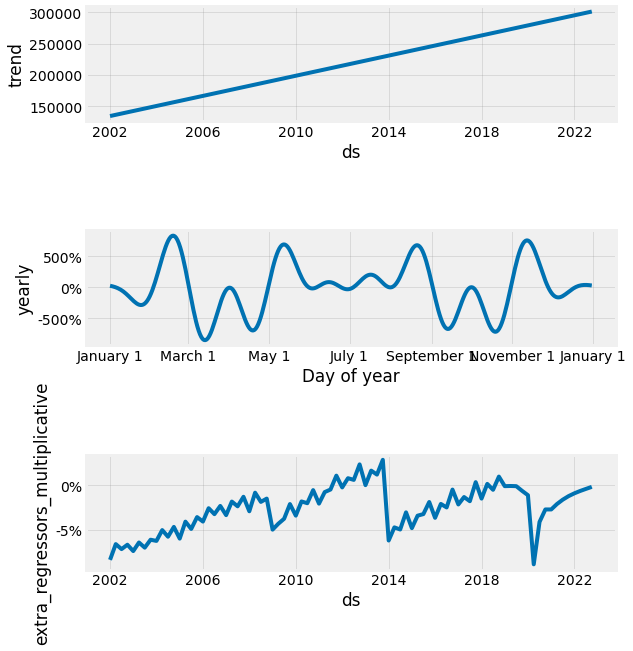 300000
250000
200000
150000
trend
2002 2006 2010 2014 2018 2022
ds
500%
0%
-500%
yearly
January 1 March 1 May 1 July 1 September 1 November 1 January 1
Day of year
0%
-5%
extra_regressors_multiplicative
2002 2006 2010 2014 2018 2022
ds